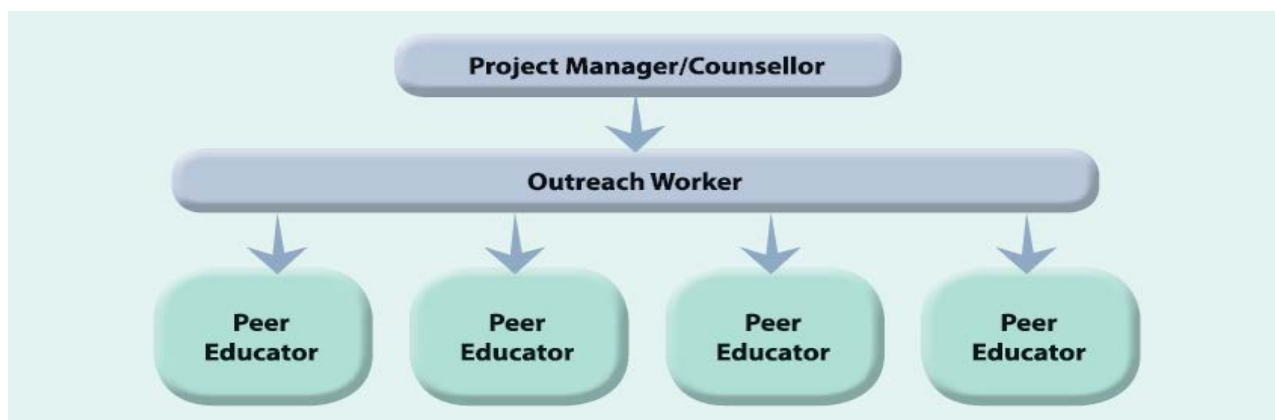 Project Manager/Counsellor
Outreach Worker
Peer
Educator
Peer
Educator
Peer
Educator
Peer
Educator